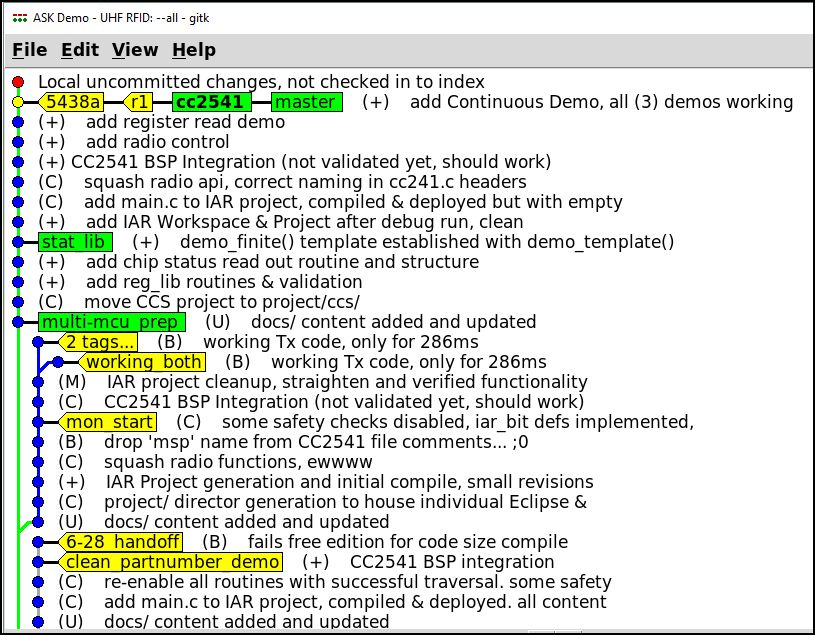 ASK Demo - UHF RFID: --all - gitk
File Edit View Help
Local uncommitted changes, not checked in to index
5438a r1 cc2541 master (+) add Continuous Demo, all (3) demos working
(+) add register read demo
(+) add radio control
(+) CC2541 BSP Integration (not validated yet, should work)
(C) squash radio api, correct naming in cc241.c headers
(C) add main.c to IAR project, compiled & deployed but with empty
(+) add IAR Workspace & Project after debug run, clean
stat_lib (+) demo_finite() template established with demo_template()
(+) add chip status read out routine and structure
(+) add reg_lib routines & validation
(C) move CCS project to project/ccs/
multi-mcu_prep (U) docs/ content added and updated
2 tags... (B) working Tx code, only for 286ms
working_both (B) working Tx code, only for 286ms
(M) IAR project cleanup, straighten and verified functionality
(C) CC2541 BSP Integration (not validated yet, should work)
mon_start (C) some safety checks disabled, iar_bit defs implemented,
(B) drop 'msp' name from CC2541 file comments... ;0
(C) squash radio functions, ewwww
(+) IAR Project generation and initial compile, small revisions
(C) project/ director generation to house individual Eclipse &
(U) docs/ content added and updated
6-28_handoff (B) fails free edition for code size compile
clean_partnumber_demo (+) CC2541 BSP integration
(C) re-enable all routines with successful traversal. some safety
(C) add main.c to IAR project, compiled & deployed. all content
(U) docs/ content added and updated